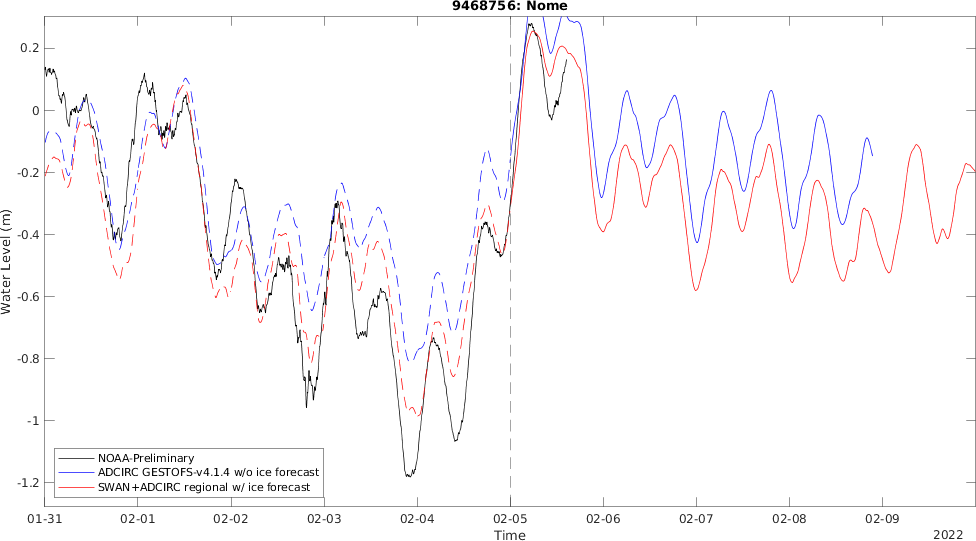 9468756: Nome
0.2
0
-0.2
-0.4
-0.6
-0.8
-1
-1.2
Water Level (m)
NOAA-Preliminary
ADCIRC GESTOFS-v4.1.4 w/o ice forecast
SWAN+ADCIRC regional w/ ice forecast
01-31 02-01 02-02 02-03 02-04 02-05 02-06 02-07 02-08 02-09
Time
2022